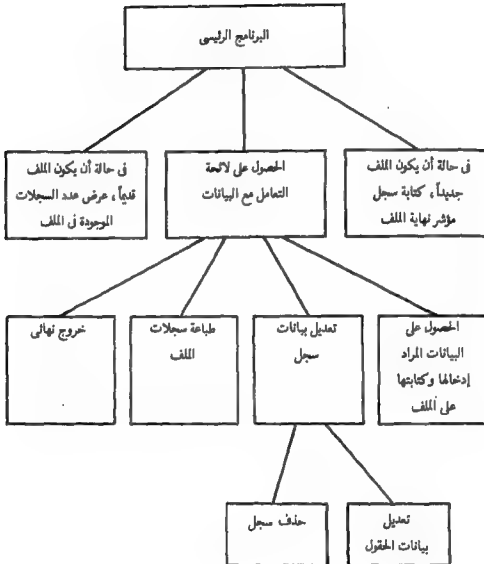 البرنامج الرئيسى
فى حالة أن يكون الملف
جديداً ، كتابة سجل
مؤشر نهاية الملف
الحصول على لائحة
التعامل مع البيانات
فى حالة أن يكون الملف
قديماً ، عرض عدد السجلات
الموجودة فى الملف
الحصول على
البيانات المراد
إدخالها وكتابتها
على الملف
تعديل بيانات
سجل
طباعة سجلات
الملف
خروج نهائى
تعديل
بيانات الحقول
حذف سجل